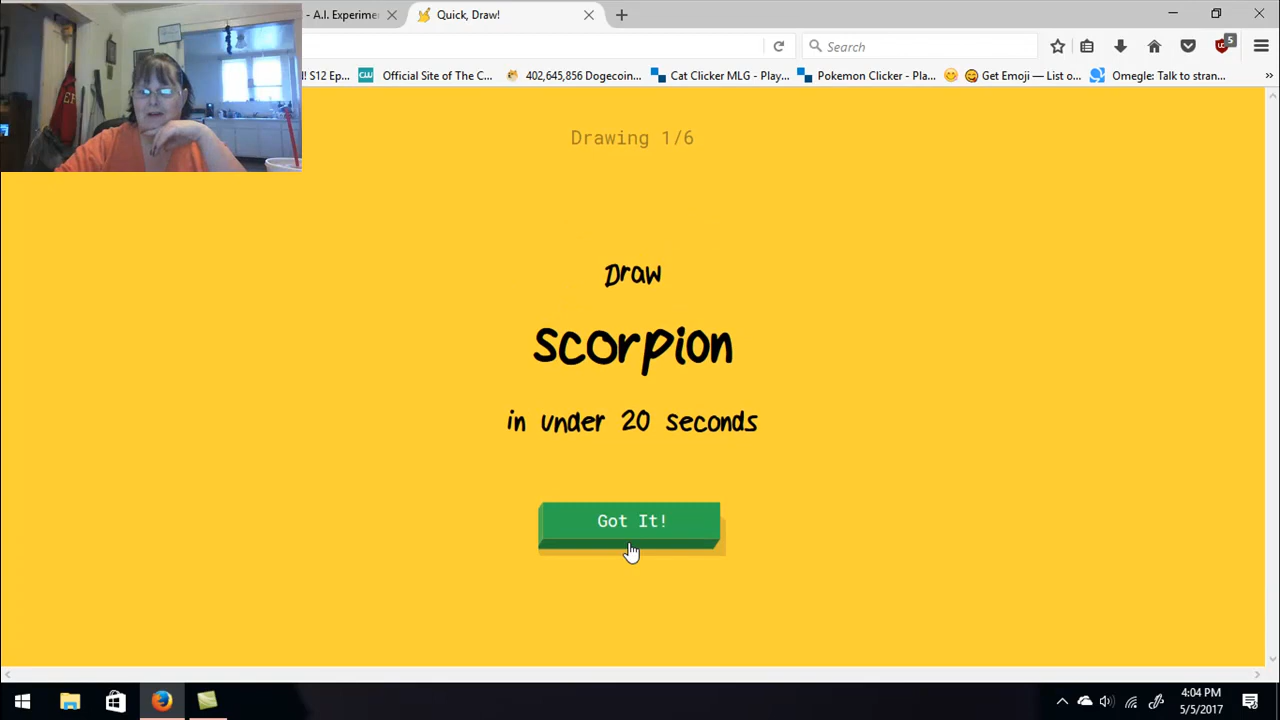 - A.I. Experime
Quick, Draw!
Search
5
! S12 Ep...
CW
Official Site of The C...
402,645,856 Dogecoin...
Cat Clicker MLG - Play...
Pokemon Clicker - Pla...
Get Emoji — List o...
Omegle: Talk to stran...
Drawing 1/6
Draw
scorpion
in under 20 seconds
Got It!
4:04 PM
5/5/2017